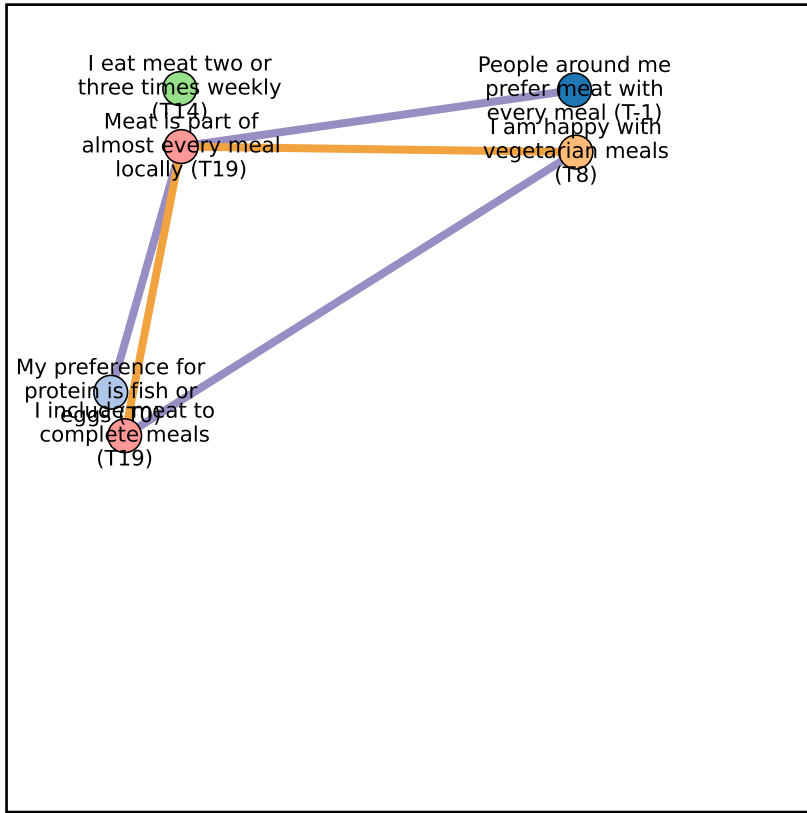 I eat meat two or
three times weekly
(T14)
People around me
prefer meat with
every meal (T-1)
Meat is part of
almost every meal
locally (T19)
I am happy with
vegetarian meals
(T8)
My preference for
protein is fish or
eggs (T0)
I include meat to
complete meals
(T19)